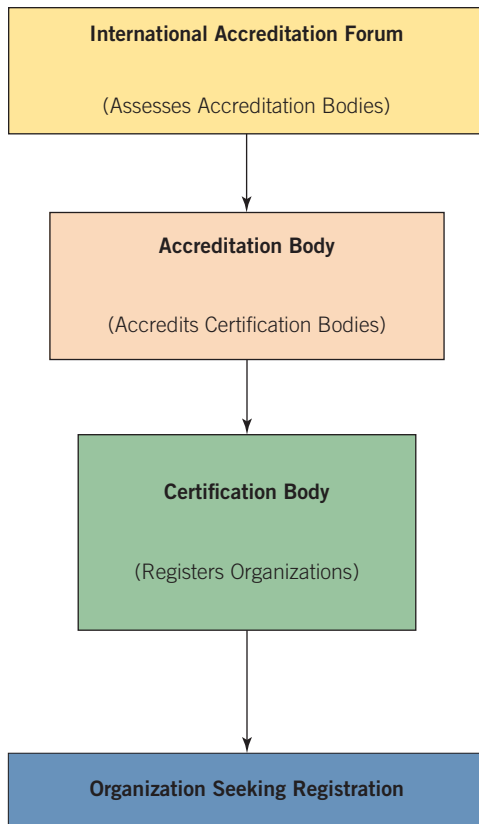 International Accreditation Forum
(Assesses Accreditation Bodies)
Accreditation Body
(Accredits Certification Bodies)
Certification Body
(Registers Organizations)
Organization Seeking Registration